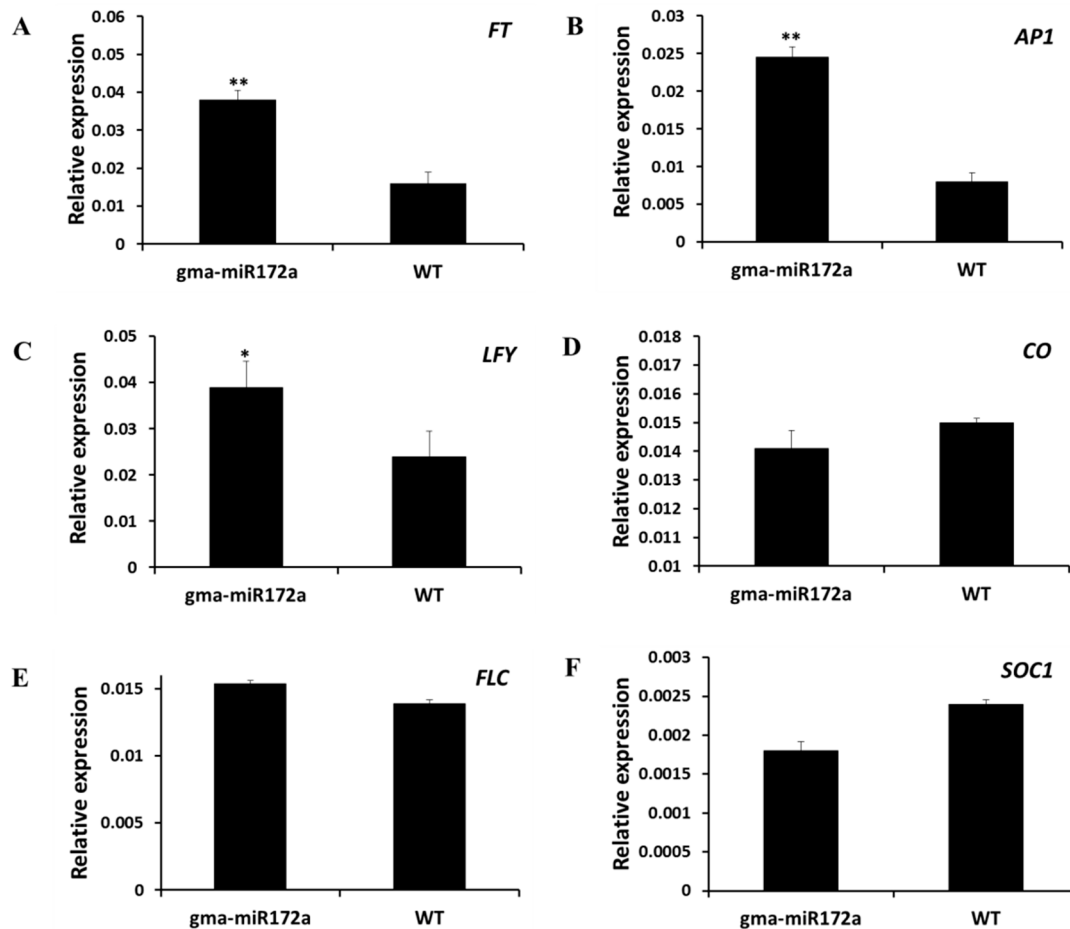 A
FT
Relative expression
0.06
0.05
0.04
0.03
0.02
0.01
0
**
gma-miR172a
WT
B
AP1
Relative expression
0.03
0.025
0.02
0.015
0.01
0.005
0
**
gma-miR172a
WT
C
LFY
Relative expression
0.05
0.04
0.03
0.02
0.01
0
*
gma-miR172a
WT
D
CO
Relative expression
0.018
0.017
0.016
0.015
0.014
0.013
0.012
0.011
0.01
gma-miR172a
WT
E
FLC
Relative expression
0.015
0.01
0.005
0
gma-miR172a
WT
F
SOC1
Relative expression
0.003
0.0025
0.002
0.0015
0.001
0.0005
0
gma-miR172a
WT